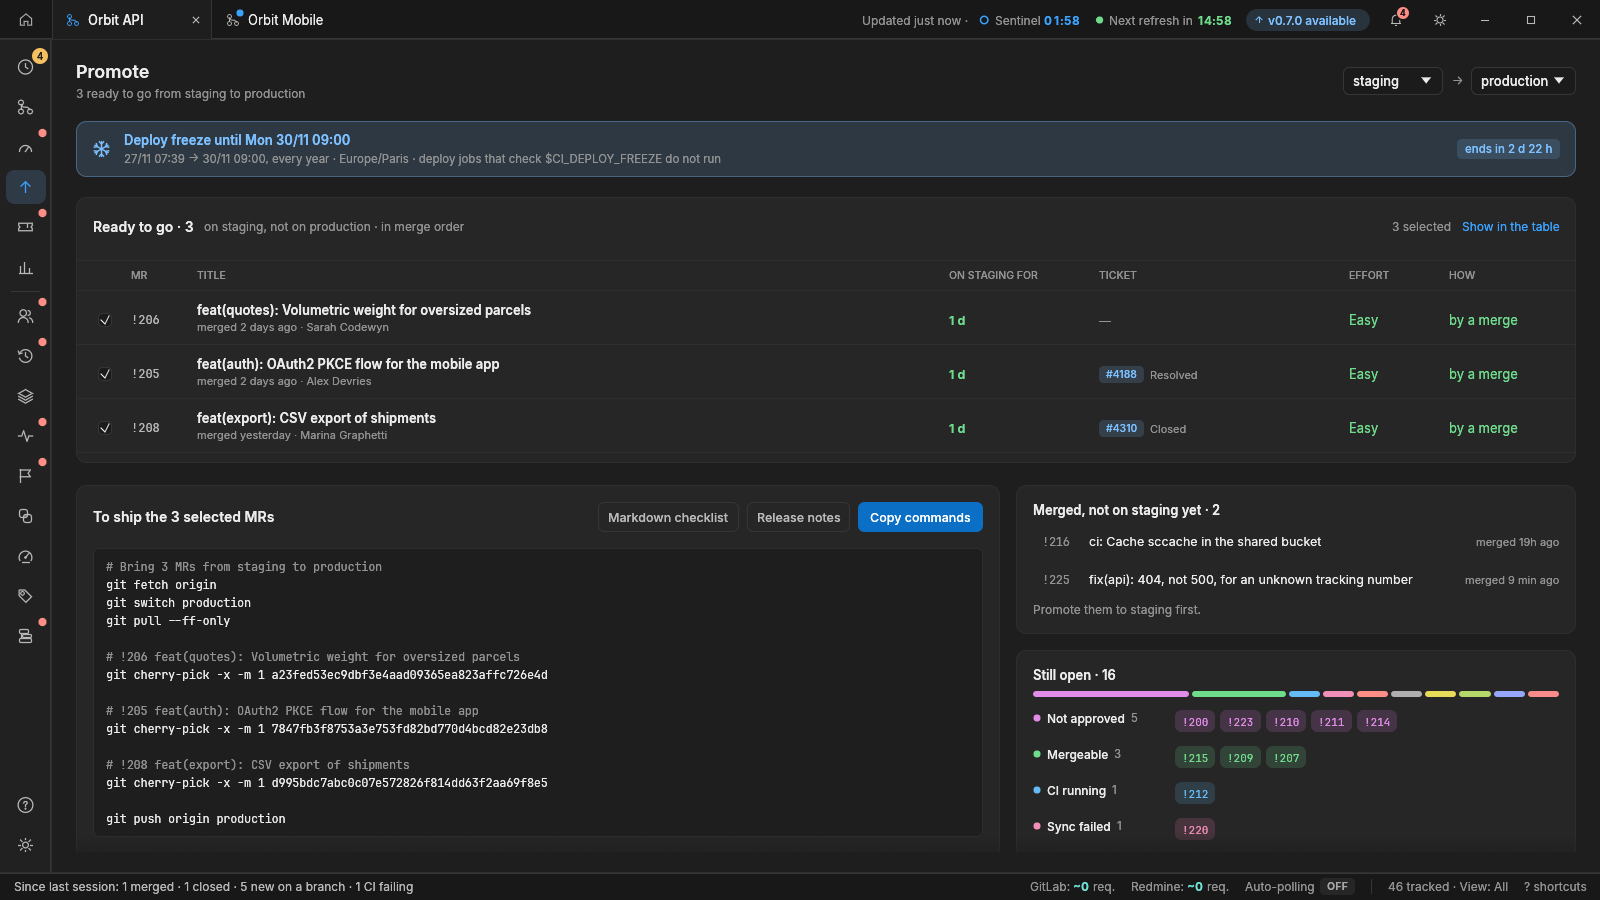 Orbit API
Orbit Mobile
Updated just now ·
Sentinel 01:58
Next refresh in 14:58
↑ v0.7.0 available
4
4
Promote
3 ready to go from staging to production
staging → production
Deploy freeze until Mon 30/11 09:00
27/11 07:39 → 30/11 09:00, every year · Europe/Paris · deploy jobs that check $CI_DEPLOY_FREEZE do not run
ends in 2 d 22 h
Ready to go · 3 on staging, not on production · in merge order
3 selected Show in the table
MR TITLE ON STAGING FOR TICKET EFFORT HOW
!206 feat(quotes): Volumetric weight for oversized parcels 1 d — Easy by a merge
merged 2 days ago · Sarah Codewyn
!205 feat(auth): OAuth2 PKCE flow for the mobile app 1 d #4188 Resolved Easy by a merge
merged 2 days ago · Alex Devries
!208 feat(export): CSV export of shipments 1 d #4310 Closed Easy by a merge
merged yesterday · Marina Graphetti
To ship the 3 selected MRs
Markdown checklist
Release notes
Copy commands
# Bring 3 MRs from staging to production
git fetch origin
git switch production
git pull --ff-only
# !206 feat(quotes): Volumetric weight for oversized parcels
git cherry-pick -x -m 1 a23fed53ec9dbf3e4aad09365ea823affc726e4d
# !205 feat(auth): OAuth2 PKCE flow for the mobile app
git cherry-pick -x -m 1 7847fb3f8753a3e753fd82bd770d4bcd82e23db8
# !208 feat(export): CSV export of shipments
git cherry-pick -x -m 1 d995bdc7abc0c07e572826f814dd63f2aa69f8e5
git push origin production
Merged, not on staging yet · 2
!216 ci: Cache sccache in the shared bucket merged 19h ago
!225 fix(api): 404, not 500, for an unknown tracking number merged 9 min ago
Promote them to staging first.
Still open · 16
Not approved 5 !200 !223 !210 !211 !214
Mergeable 3 !215 !209 !207
CI running 1 !212
Sync failed 1 !220
Since last session: 1 merged · 1 closed · 5 new on a branch · 1 CI failing
GitLab: ~0 req. Redmine: ~0 req. Auto-polling OFF
46 tracked · View: All ? shortcuts